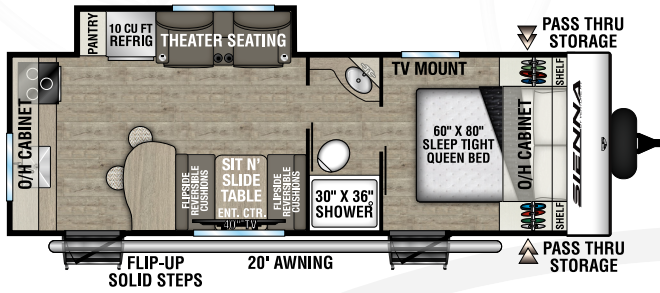 PANTRY
10 CU FT
REFRIG
THEATER SEATING
PASS THRU
STORAGE
TV MOUNT
SHELF
O/H CABINET
60" X 80"
SLEEP TIGHT
QUEEN BED
O/H CABINET
SIENNA
FLIPSIDE
REVERSIBLE
CUSHIONS
SIT N'
SLIDE
TABLE
ENT. CTR.
40" TV
FLIPSIDE
REVERSIBLE
CUSHIONS
30" X 36"
SHOWER
SHELF
FLIP-UP
SOLID STEPS
20' AWNING
PASS THRU
STORAGE